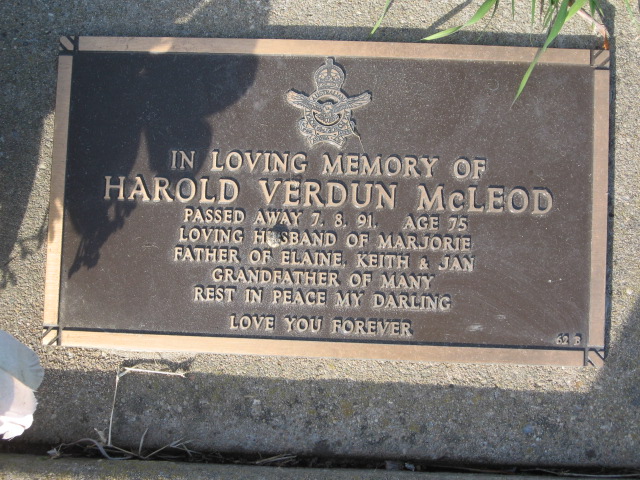 IN LOVING MEMORY OF
HAROLD VERDUN McLEOD
PASSED AWAY 7. 8. 91. AGE 75
LOVING HUSBAND OF MARJORIE
FATHER OF ELAINE, KEITH & JAN
GRANDFATHER OF MANY
REST IN PEACE MY DARLING
LOVE YOU FOREVER
62 B